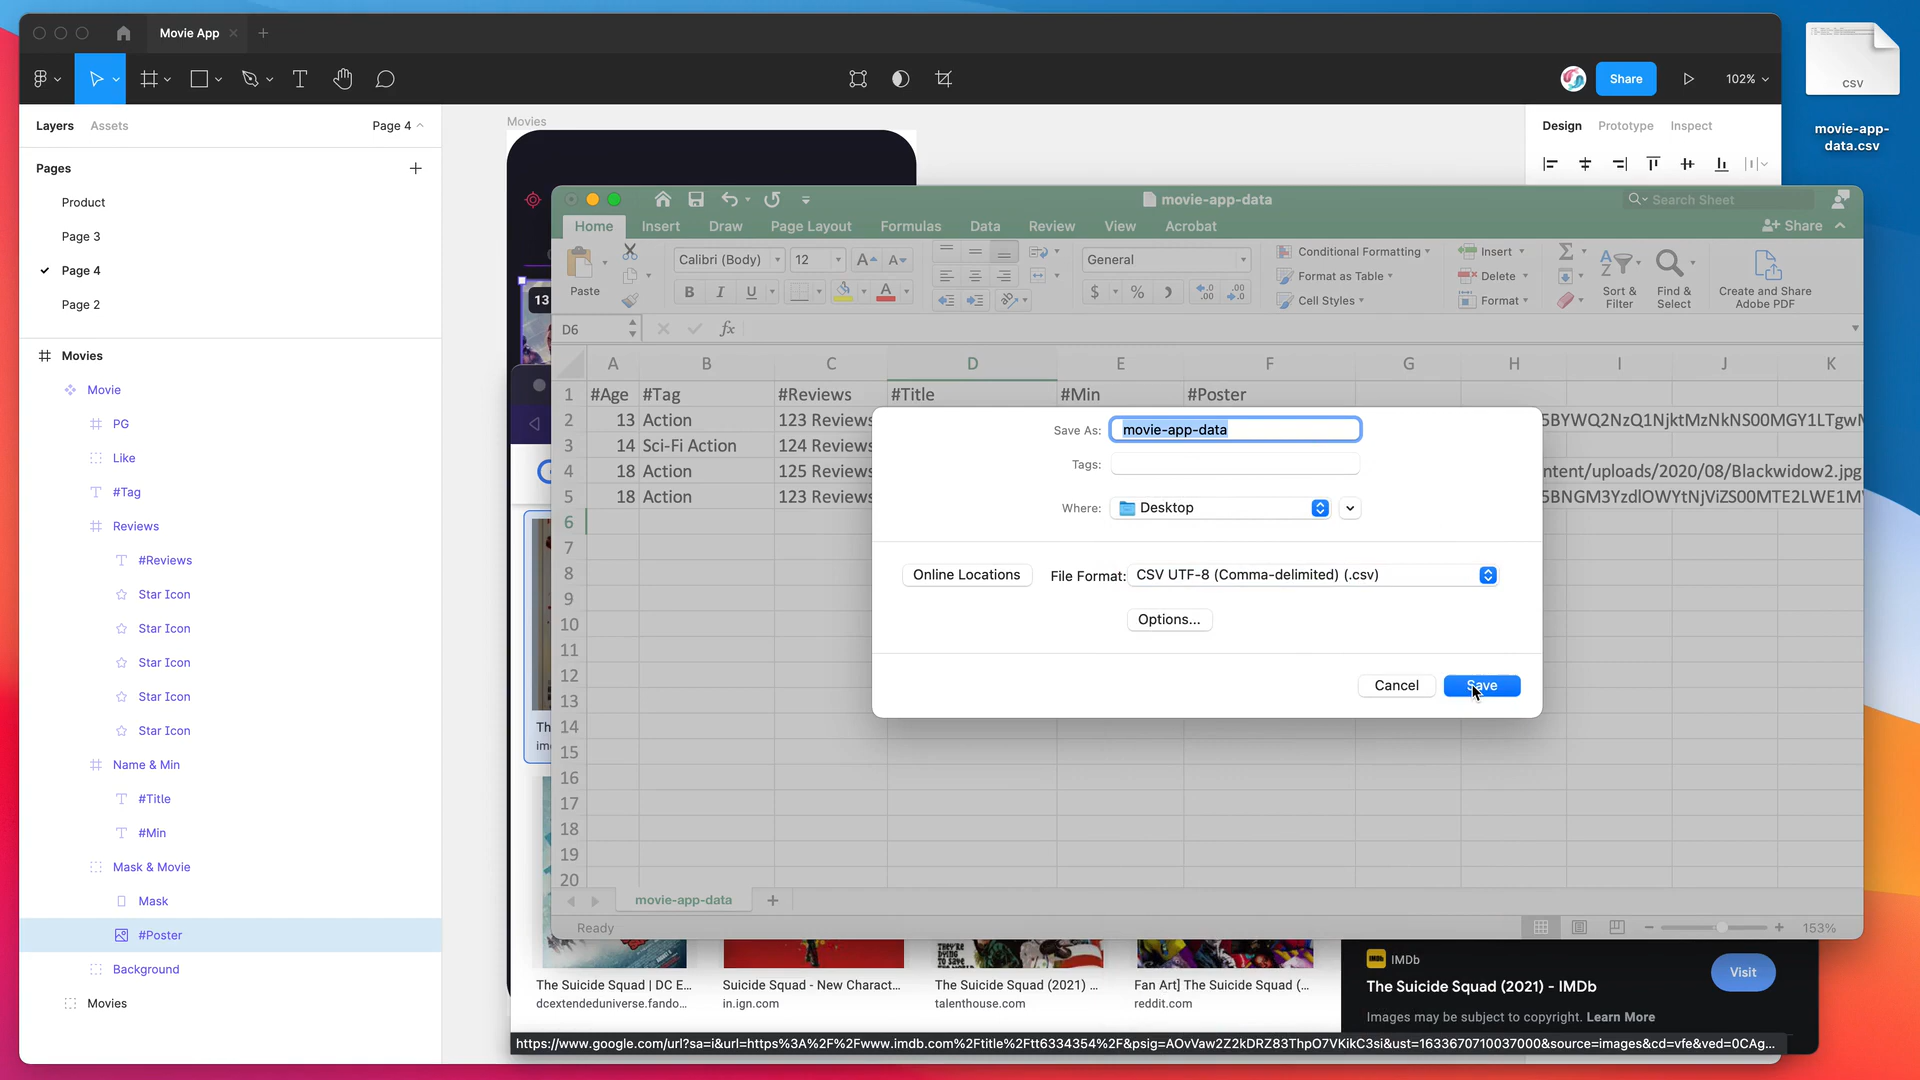 Movie App
Share
102%
CSV
movie-app-
data.csv
Layers
Assets
Page 4
Movies
Design
Prototype
Inspect
Pages
Product
Page 3
Page 4
Page 2
Movies
Movie
PG
Like
#Tag
Reviews
#Reviews
Star Icon
Star Icon
Star Icon
Star Icon
Star Icon
Name & Min
#Title
#Min
Mask & Movie
Mask
#Poster
Background
Movies
13
movie-app-data
Search Sheet
Home
Insert
Draw
Page Layout
Formulas
Data
Review
View
Acrobat
Share
Paste
Calibri (Body)
12
General
Conditional Formatting
Format as Table
Cell Styles
Insert
Delete
Format
Sort &
Filter
Find &
Select
Create and Share
Adobe PDF
D6
fx
A B C D E F G H I J K
1 #Age #Tag #Reviews #Title #Min #Poster
2 13 Action 123 Reviews 5BYWQ2NzQ1NjktMzNkNS00MGY1LTgwM
3 14 Sci-Fi Action 124 Reviews
4 18 Action 125 Reviews ntent/uploads/2020/08/Blackwidow2.jpg
5 18 Action 123 Reviews 5BNGM3YzdlOWYtNjViZS00MTE2LWE1M
6
7
8
9
10
11
12
13
14
15
16
17
18
19
20
Save As: movie-app-data
Tags:
Where: Desktop
Online Locations
File Format: CSV UTF-8 (Comma-delimited) (.csv)
Options...
Cancel
Save
movie-app-data
Ready
153%
Th
im
The Suicide Squad | DC E...
dcextendeduniverse.fando...
Suicide Squad - New Charact...
in.ign.com
The Suicide Squad (2021) ...
talenthouse.com
Fan Art] The Suicide Squad (...
reddit.com
IMDb
The Suicide Squad (2021) - IMDb
Visit
Images may be subject to copyright. Learn More
https://www.google.com/url?sa=i&url=https%3A%2F%2Fwww.imdb.com%2Ftitle%2Ftt6334354%2F&psig=AOvVaw2Z2kDRZ83ThpO7VKikC3si&ust=1633670710037000&source=images&cd=vfe&ved=0CAg...